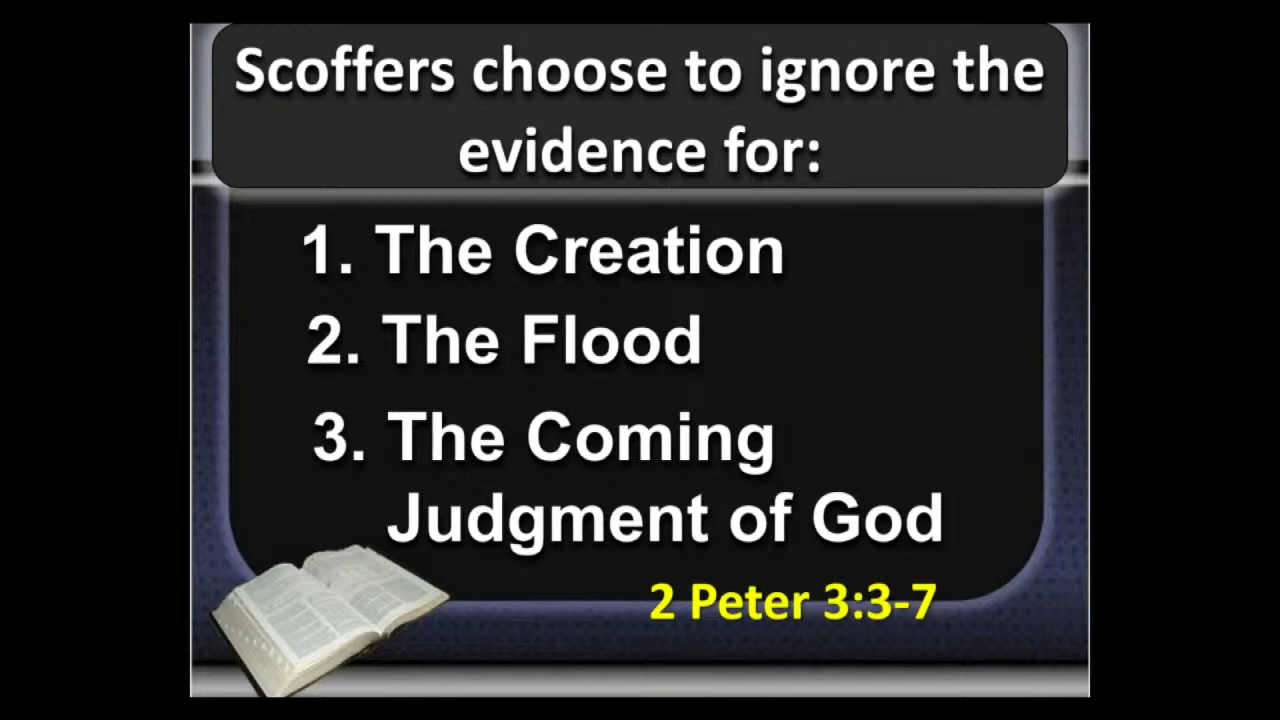 Scoffers choose to ignore the
evidence for:
1. The Creation
2. The Flood
3. The Coming
Judgment of God
2 Peter 3:3-7